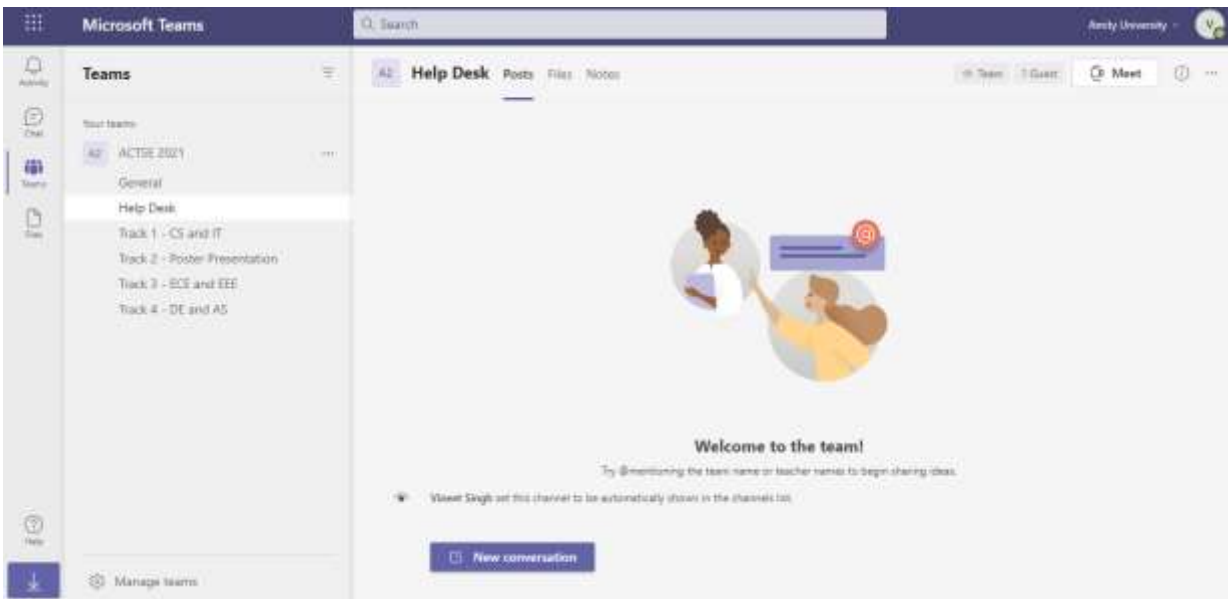 Microsoft Teams
Search
Amity University
V
Activity
Chat
Teams
Files
Help
Teams
Your teams
A2 ACTSE 2021
General
Help Desk
Track 1 - CS and IT
Track 2 - Poster Presentation
Track 3 - ECE and EEE
Track 4 - DE and AS
Manage teams
A2 Help Desk Posts Files Notes
Team 1 Guest Meet
@
Welcome to the team!
Try @mentioning the team name or teacher names to begin sharing ideas.
Vineet Singh set this channel to be automatically shown in the channels list.
New conversation